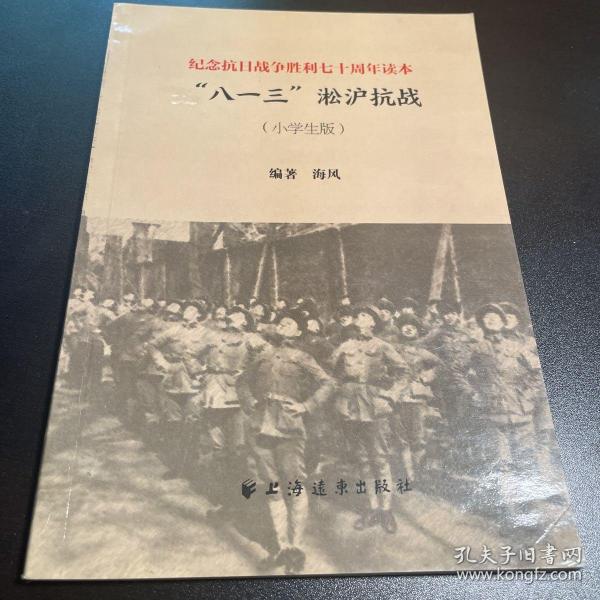 纪念抗日战争胜利七十周年读本
“八一三”淞沪抗战
（小学生版）
编著 海风
上海遠東出版社
孔夫子旧书网
www.kongfz.com